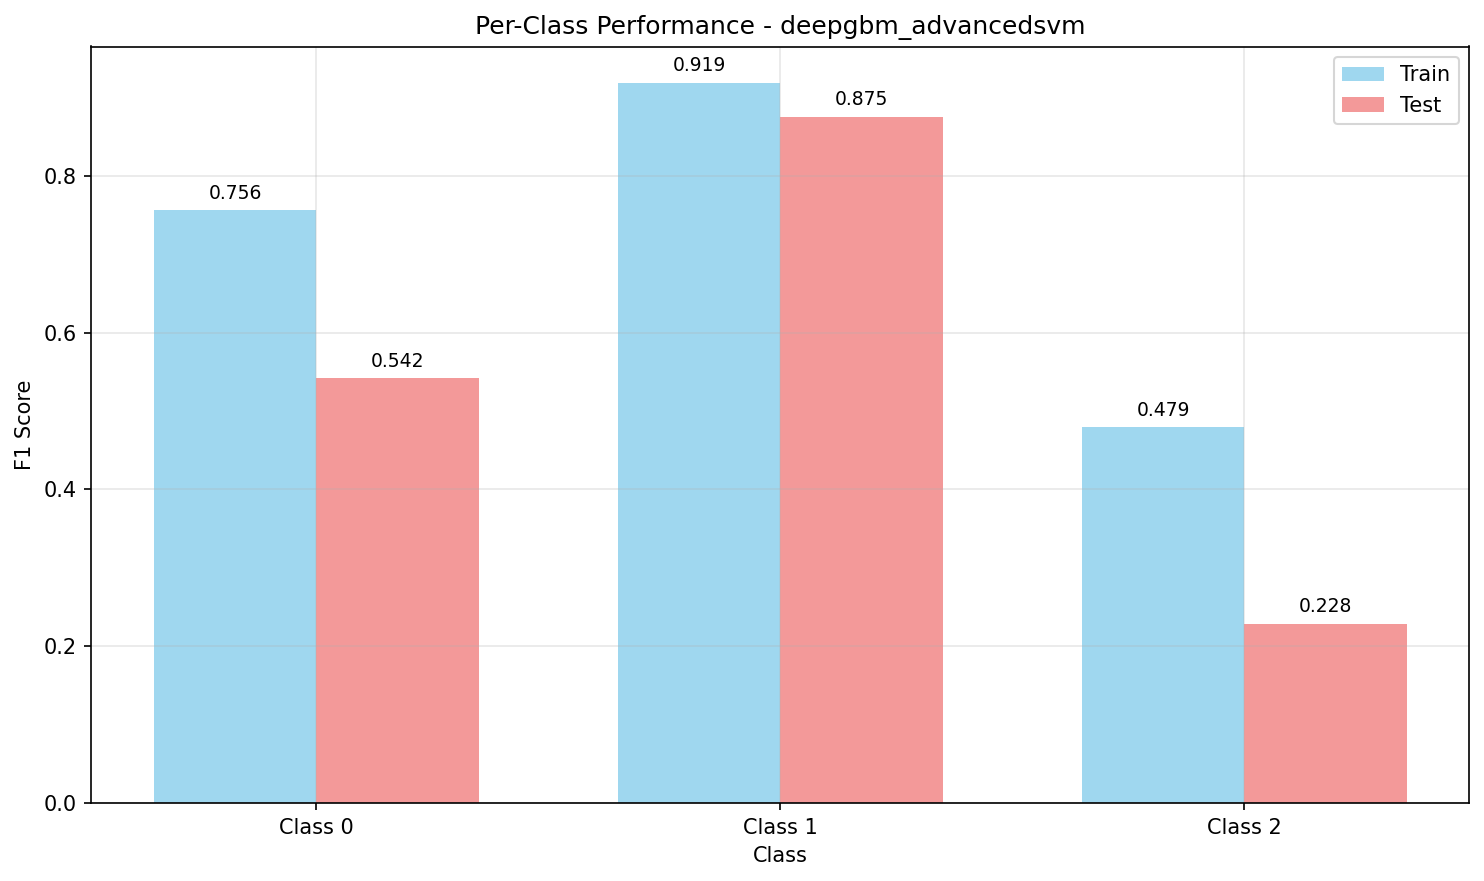 Per-Class Performance - deepgbm_advancedsvm
Train
Test
0.919
0.875
0.756
0.542
0.479
0.228
F1 Score
0.8
0.6
0.4
0.2
0.0
Class 0
Class 1
Class 2
Class